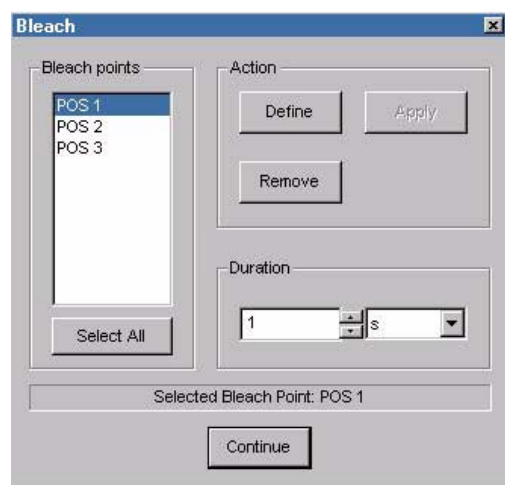 Bleach
Bleach points
POS 1
POS 2
POS 3
Select All
Action
Define
Apply
Remove
Duration
1
s
Selected Bleach Point: POS 1
Continue